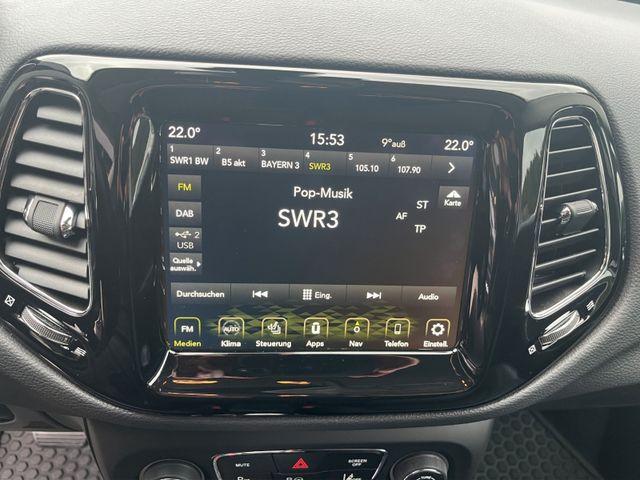 22.0° 15:53 9°auß 22.0°
1 SWR1 BW 2 B5 akt 3 BAYERN 3 4 SWR3 5 105.10 6 107.90
FM
Pop-Musik
Karte
SWR3
ST
DAB
AF
TP
2
USB
Quelle
auswäh.
Durchsuchen Eing. Audio
FM AUTO
Medien Klima Steuerung Apps Nav Telefon Einstell.
MUTE SCREEN
OFF